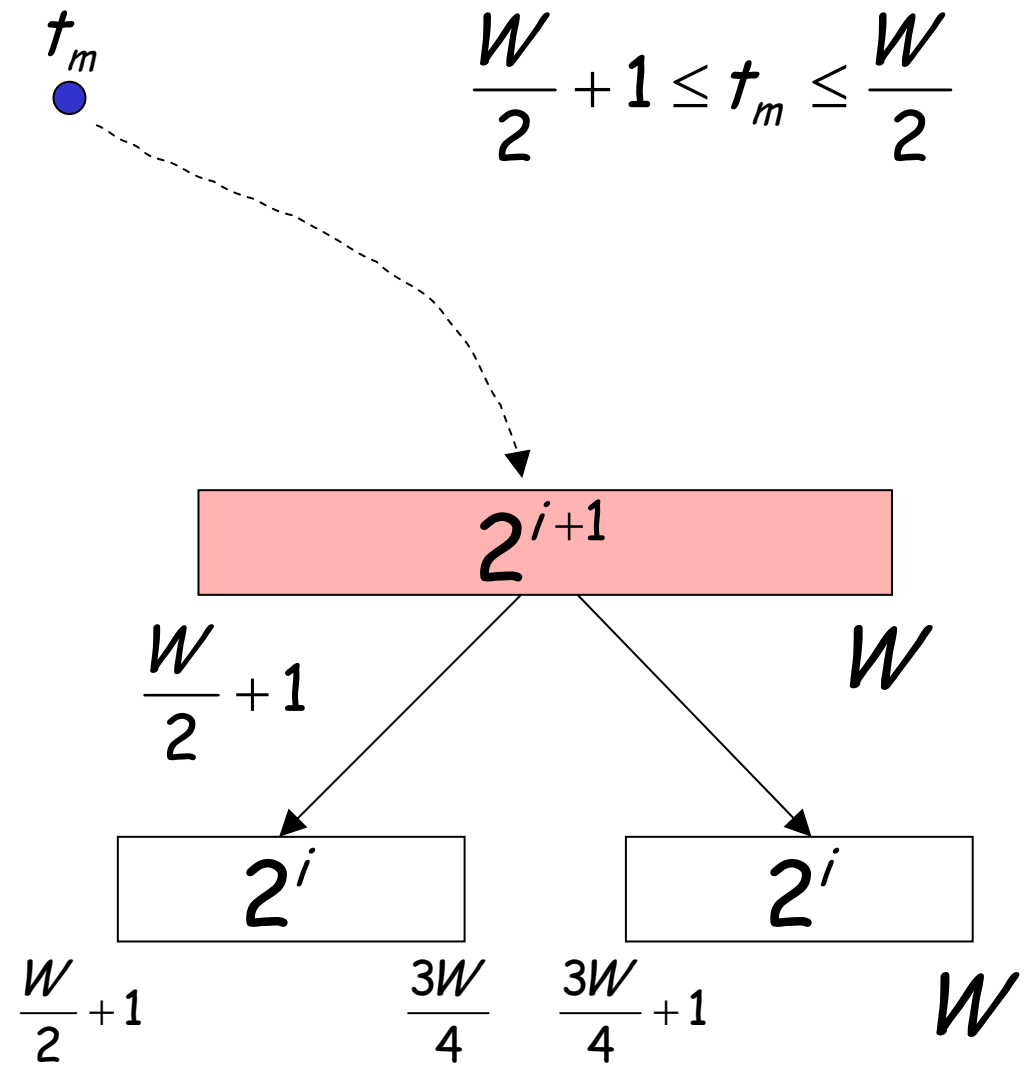 t_m
W/2 + 1 ≤ t_m ≤ W/2
2^{i+1}
W/2 + 1
W
2^i
2^i
W/2 + 1
3W/4
3W/4 + 1
W